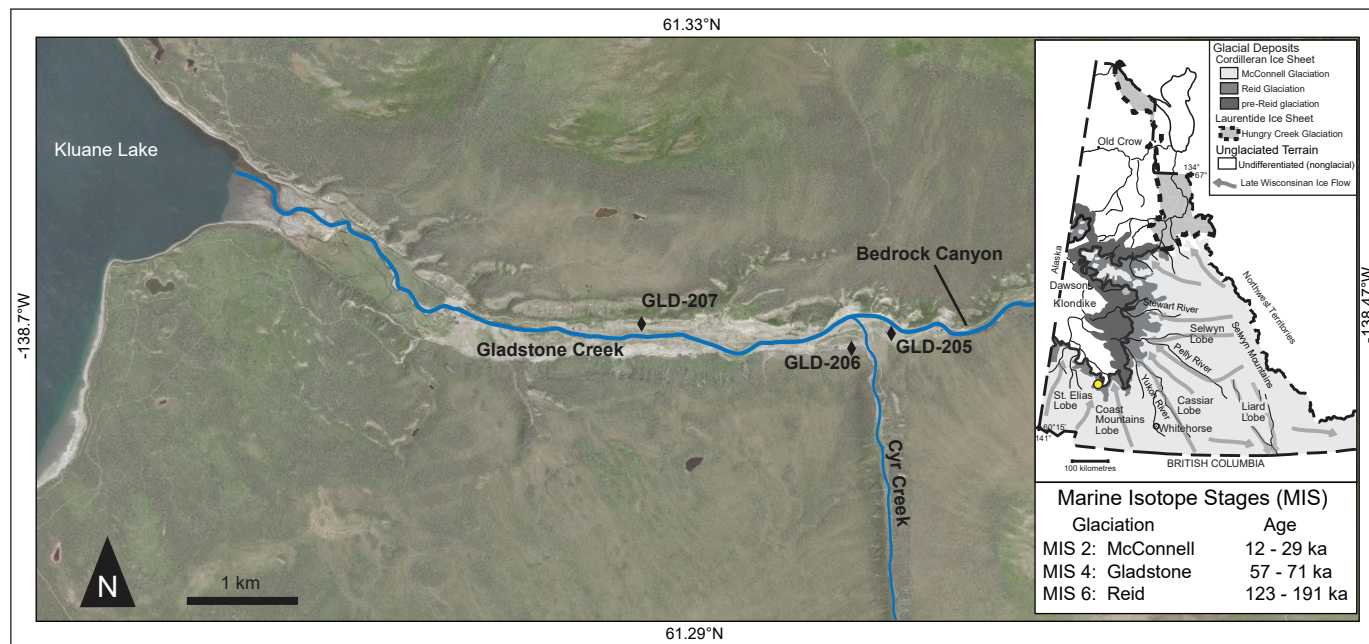 61.33°N
-138.7°W
Kluane Lake
Bedrock Canyon
GLD-207
Gladstone Creek
GLD-206
GLD-205
Cyr Creek
N
1 km
61.29°N
-138.47°W
Glacial Deposits
Cordilleran Ice Sheet
McConnell Glaciation
Reid Glaciation
pre-Reid glaciation
Laurentide Ice Sheet
Hungry Creek Glaciation
Unglaciated Terrain
Undifferentiated (nonglacial)
Late Wisconsinan Ice Flow
Old Crow
134°
67°
Alaska
Dawson
Klondike
Northwest Territories
Stewart River
Selwyn
Lobe
Selwyn Mountains
Pelly River
Yukon River
St. Elias
Lobe
Coast
Mountains
Lobe
Cassiar
Lobe
Liard
Lobe
Whitehorse
60°15'
141°
100 kilometres
BRITISH COLUMBIA
Marine Isotope Stages (MIS)
Glaciation Age
MIS 2: McConnell 12 - 29 ka
MIS 4: Gladstone 57 - 71 ka
MIS 6: Reid 123 - 191 ka